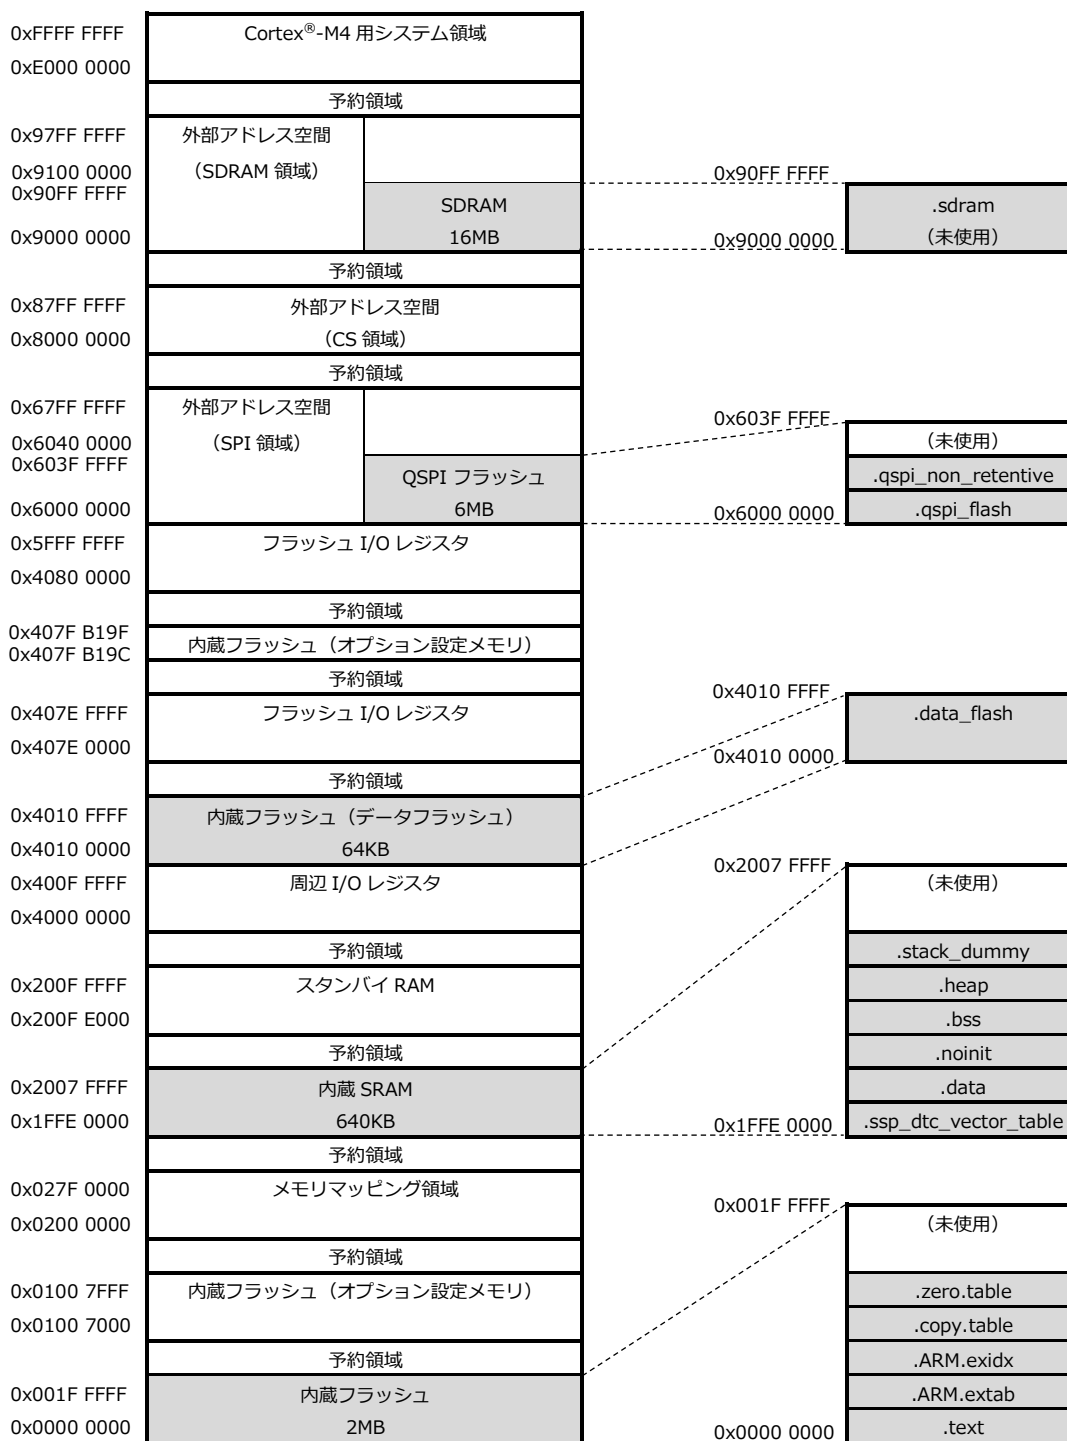 0xFFFF FFFF
Cortex®-M4 用システム領域
0xE000 0000
予約領域
0x97FF FFFF
外部アドレス空間
0x9100 0000
（SDRAM 領域）
0x90FF FFFF
0x90FF FFFF
SDRAM
.sdram
0x9000 0000
16MB
0x9000 0000
（未使用）
予約領域
0x87FF FFFF
外部アドレス空間
0x8000 0000
（CS 領域）
予約領域
0x67FF FFFF
外部アドレス空間
0x603F FFFF
0x6040 0000
（SPI 領域）
（未使用）
0x603F FFFF
QSPI フラッシュ
.qspi_non_retentive
0x6000 0000
6MB
0x6000 0000
.qspi_flash
0x5FFF FFFF
フラッシュ I/O レジスタ
0x4080 0000
予約領域
0x407F B19F
内蔵フラッシュ（オプション設定メモリ）
0x407F B19C
予約領域
0x4010 FFFF
0x407E FFFF
フラッシュ I/O レジスタ
.data_flash
0x407E 0000
0x4010 0000
予約領域
0x4010 FFFF
内蔵フラッシュ（データフラッシュ）
0x4010 0000
64KB
0x2007 FFFF
0x400F FFFF
周辺 I/O レジスタ
（未使用）
0x4000 0000
予約領域
.stack_dummy
0x200F FFFF
スタンバイ RAM
.heap
0x200F E000
.bss
予約領域
.noinit
0x2007 FFFF
内蔵 SRAM
.data
0x1FFE 0000
640KB
0x1FFE 0000
.ssp_dtc_vector_table
予約領域
0x027F 0000
メモリマッピング領域
0x001F FFFF
0x0200 0000
（未使用）
予約領域
0x0100 7FFF
内蔵フラッシュ（オプション設定メモリ）
.zero.table
0x0100 7000
.copy.table
予約領域
.ARM.exidx
0x001F FFFF
内蔵フラッシュ
.ARM.extab
0x0000 0000
2MB
0x0000 0000
.text